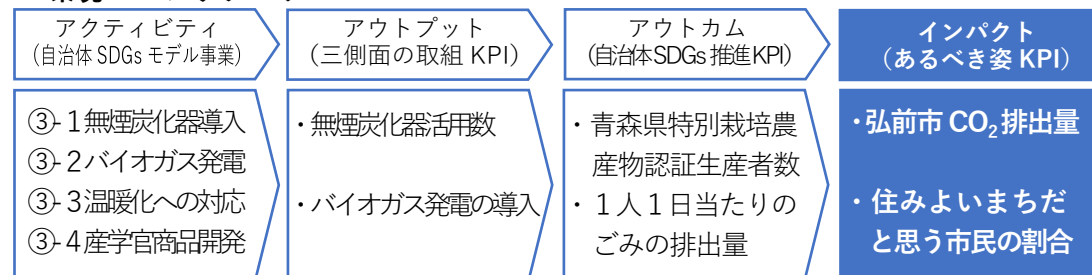 アクティビティ
(自治体 SDGs モデル事業)
アウトプット
(三側面の取組 KPI)
アウトカム
(自治体SDGs 推進KPI)
インパクト
(あるべき姿 KPI)
③-1無煙炭化器導入
③-2バイオガス発電
③-3温暖化への対応
③-4産学官商品開発
・無煙炭化器活用数
・バイオガス発電の導入
・青森県特別栽培農
産物認証生産者数
・1人1日当たりの
ごみの排出量
・弘前市 CO₂排出量
・住みよいまちだ
と思う市民の割合